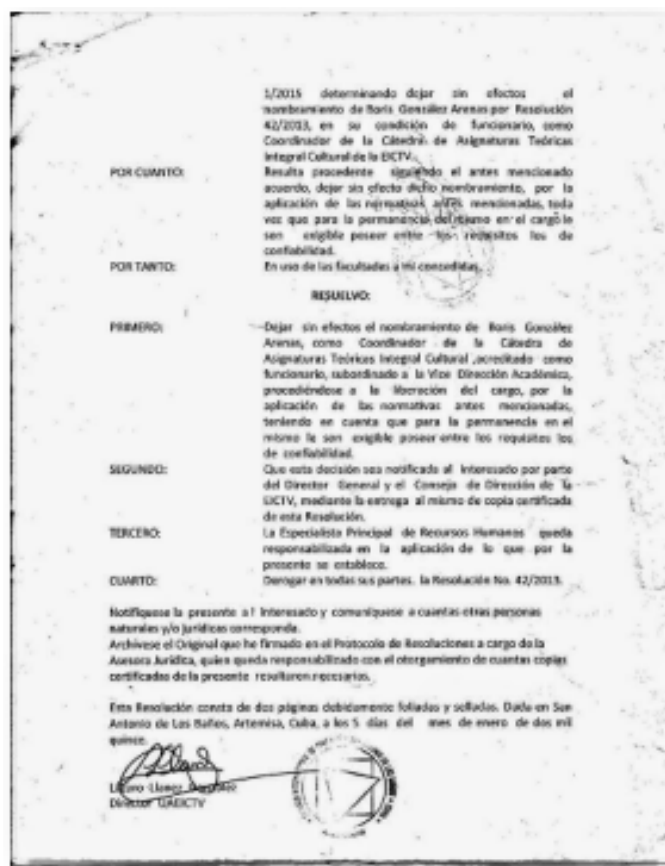 1/2015 determinando dejar sin efectos el
nombramiento de Boris González Arenas por Resolución
42/2013, en su condición de funcionario, como
Coordinador de la Cátedra de Asignaturas Teóricas
Integral Cultural de la EICTV.
POR CUANTO: Resulta procedente siguiendo el antes mencionado
acuerdo, dejar sin efecto dicho nombramiento, por la
aplicación de las normativas antes mencionadas, toda
vez que para la permanencia del mismo en el cargo le
son exigible poseer entre los requisitos los de
confiabilidad.
POR TANTO: En uso de las facultades a mi concedidas,
RESUELVO:
PRIMERO: Dejar sin efectos el nombramiento de Boris González
Arenas, como Coordinador de la Cátedra de
Asignaturas Teóricas Integral Cultural ,acreditado como
funcionario, subordinado a la Vice Dirección Académica,
procediéndose a la liberación del cargo, por la
aplicación de las normativas antes mencionadas,
teniendo en cuenta que para la permanencia en el
mismo le son exigible poseer entre los requisitos los
de confiabilidad.
SEGUNDO: Que esta decisión sea notificada al Interesado por parte
del Director General y el Consejo de Dirección de la
EICTV, mediante la entrega al mismo de copia certificada
de esta Resolución.
TERCERO: La Especialista Principal de Recursos Humanos queda
responsabilizada en la aplicación de lo que por la
presente se establece.
CUARTO: Derogar en todas sus partes. la Resolución No. 42/2013.
Notifíquese la presente al Interesado y comuníquese a cuantas otras personas
naturales y/o jurídicas corresponda.
Archívese el Original que he firmado en el Protocolo de Resoluciones a cargo de la
Asesora Jurídica, quien queda responsabilizado con el otorgamiento de cuantas copias
certificadas de la presente resultaren necesarias.
Esta Resolución consta de dos páginas debidamente foliadas y selladas. Dada en San
Antonio de Los Baños, Artemisa, Cuba, a los 5 días del mes de enero de dos mil
quince.
Llanez
Director UAEICTV